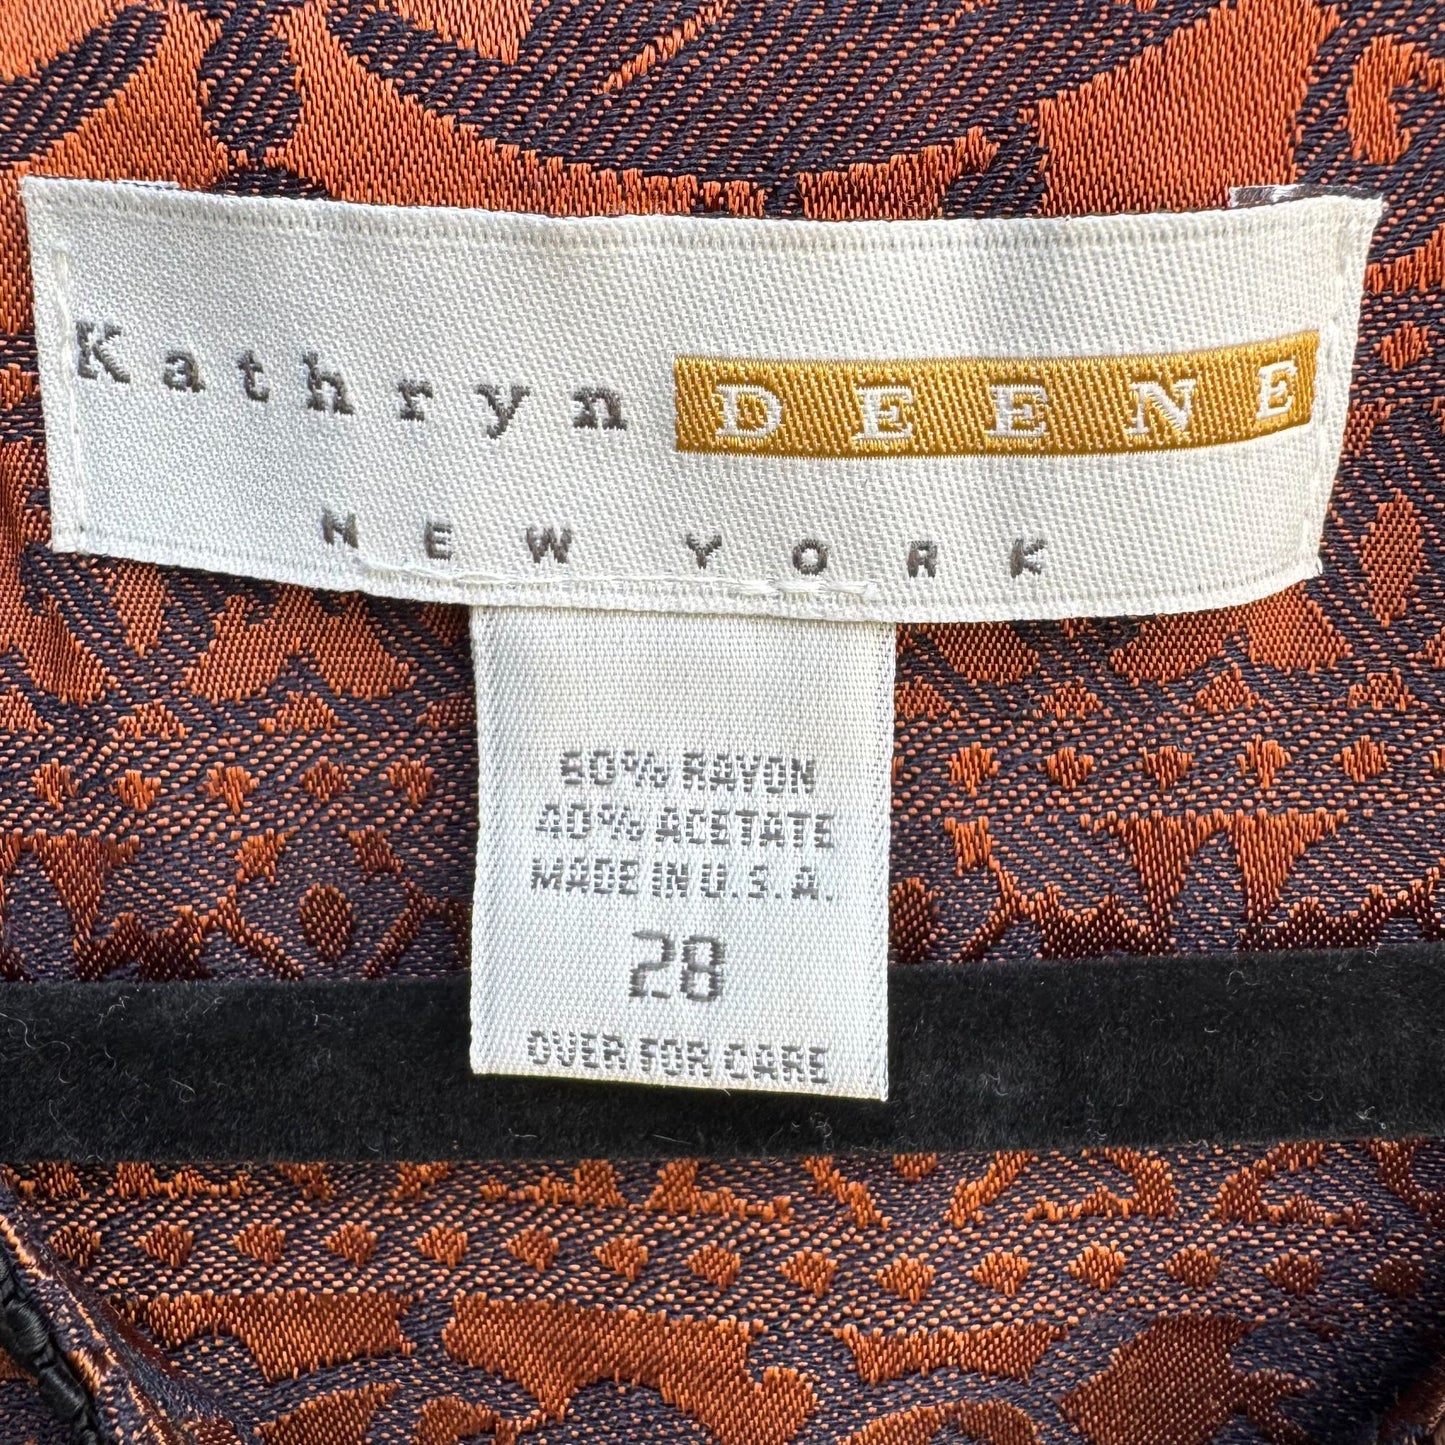 Kathryn DEENE
NEW YORK
60% RAYON
40% ACETATE
MADE IN U.S.A.
28
OVER FOR CARE